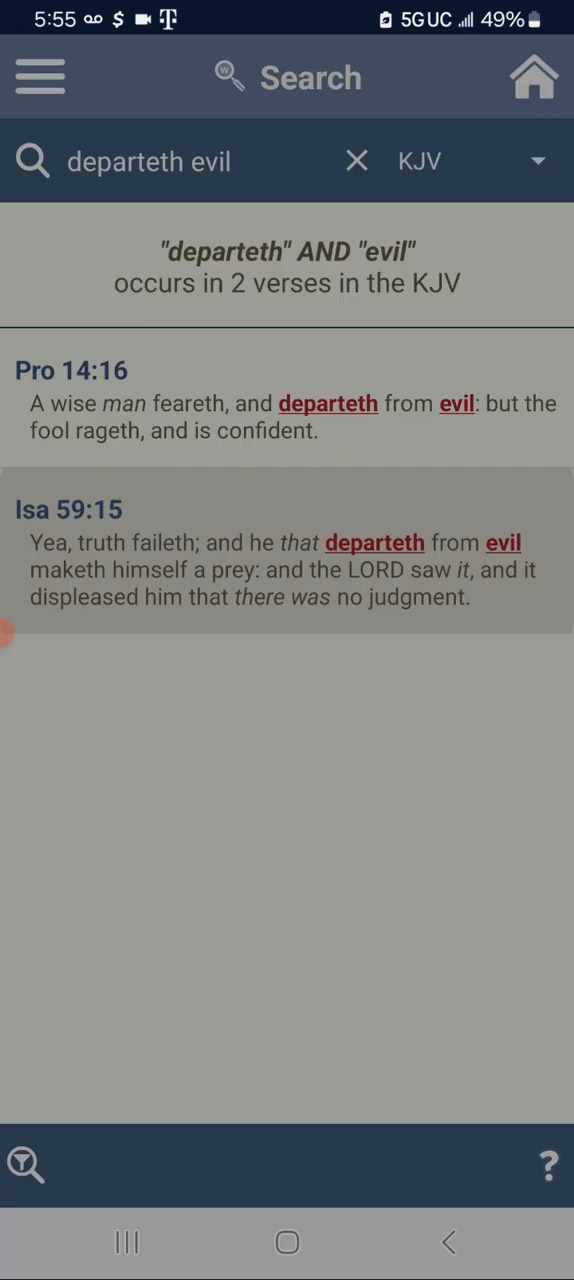 5:55 $ T 5G UC 49%
Search
departeth evil KJV
"departeth" AND "evil"
occurs in 2 verses in the KJV
Pro 14:16
A wise man feareth, and departeth from evil: but the
fool rageth, and is confident.
Isa 59:15
Yea, truth faileth; and he that departeth from evil
maketh himself a prey: and the LORD saw it, and it
displeased him that there was no judgment.
?